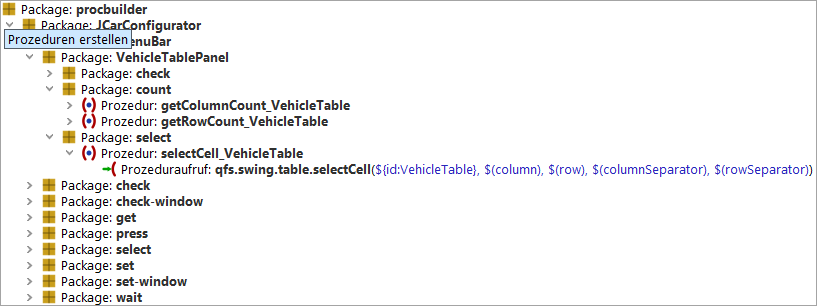 Package: procbuilder
Package: JCarConfigurator
Prozeduren erstellen
enuBar
Package: VehicleTablePanel
Package: check
Package: count
Prozedur: getColumnCount_VehicleTable
Prozedur: getRowCount_VehicleTable
Package: select
Prozedur: selectCell_VehicleTable
Prozeduraufruf: qfs.swing.table.selectCell(${id:VehicleTable}, $(column), $(row), $(columnSeparator), $(rowSeparator))
Package: check
Package: check-window
Package: get
Package: press
Package: select
Package: set
Package: set-window
Package: wait